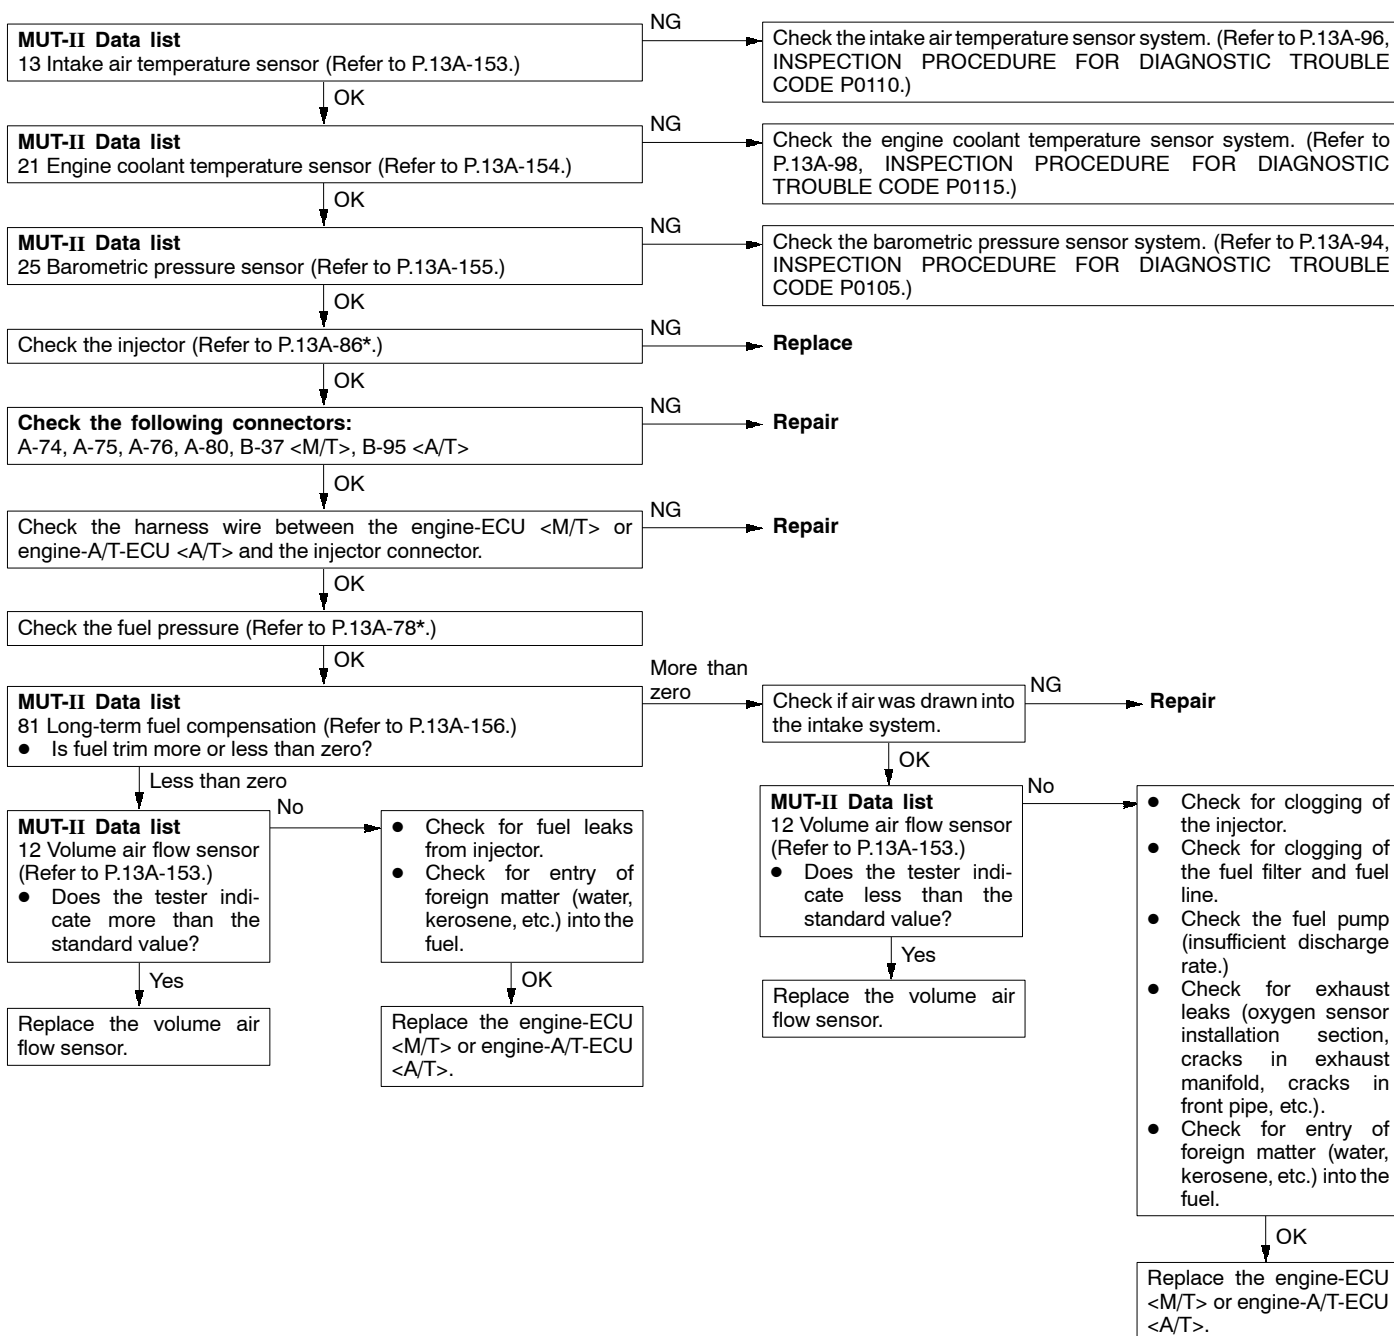 MUT-II Data list
13 Intake air temperature sensor (Refer to P.13A-153.)
NG
Check the intake air temperature sensor system. (Refer to P.13A-96,
INSPECTION PROCEDURE FOR DIAGNOSTIC TROUBLE
CODE P0110.)
OK
MUT-II Data list
21 Engine coolant temperature sensor (Refer to P.13A-154.)
NG
Check the engine coolant temperature sensor system. (Refer to
P.13A-98, INSPECTION PROCEDURE FOR DIAGNOSTIC
TROUBLE CODE P0115.)
OK
MUT-II Data list
25 Barometric pressure sensor (Refer to P.13A-155.)
NG
Check the barometric pressure sensor system. (Refer to P.13A-94,
INSPECTION PROCEDURE FOR DIAGNOSTIC TROUBLE
CODE P0105.)
OK
Check the injector (Refer to P.13A-86*.)
NG
Replace
OK
Check the following connectors:
A-74, A-75, A-76, A-80, B-37 <M/T>, B-95 <A/T>
NG
Repair
OK
Check the harness wire between the engine-ECU <M/T> or
engine-A/T-ECU <A/T> and the injector connector.
NG
Repair
OK
Check the fuel pressure (Refer to P.13A-78*.)
OK
MUT-II Data list
81 Long-term fuel compensation (Refer to P.13A-156.)
● Is fuel trim more or less than zero?
More than
zero
Check if air was drawn into
the intake system.
NG
Repair
Less than zero
MUT-II Data list
12 Volume air flow sensor
(Refer to P.13A-153.)
● Does the tester indi-
cate more than the
standard value?
No
● Check for fuel leaks
from injector.
● Check for entry of
foreign matter (water,
kerosene, etc.) into the
fuel.
Yes
Replace the volume air
flow sensor.
OK
Replace the engine-ECU
<M/T> or engine-A/T-ECU
<A/T>.
OK
MUT-II Data list
12 Volume air flow sensor
(Refer to P.13A-153.)
● Does the tester indi-
cate less than the
standard value?
No
● Check for clogging of
the injector.
● Check for clogging of
the fuel filter and fuel
line.
● Check the fuel pump
(insufficient discharge
rate.)
● Check for exhaust
leaks (oxygen sensor
installation section,
cracks in exhaust
manifold, cracks in
front pipe, etc.).
● Check for entry of
foreign matter (water,
kerosene, etc.) into the
fuel.
Yes
Replace the volume air
flow sensor.
OK
Replace the engine-ECU
<M/T> or engine-A/T-ECU
<A/T>.